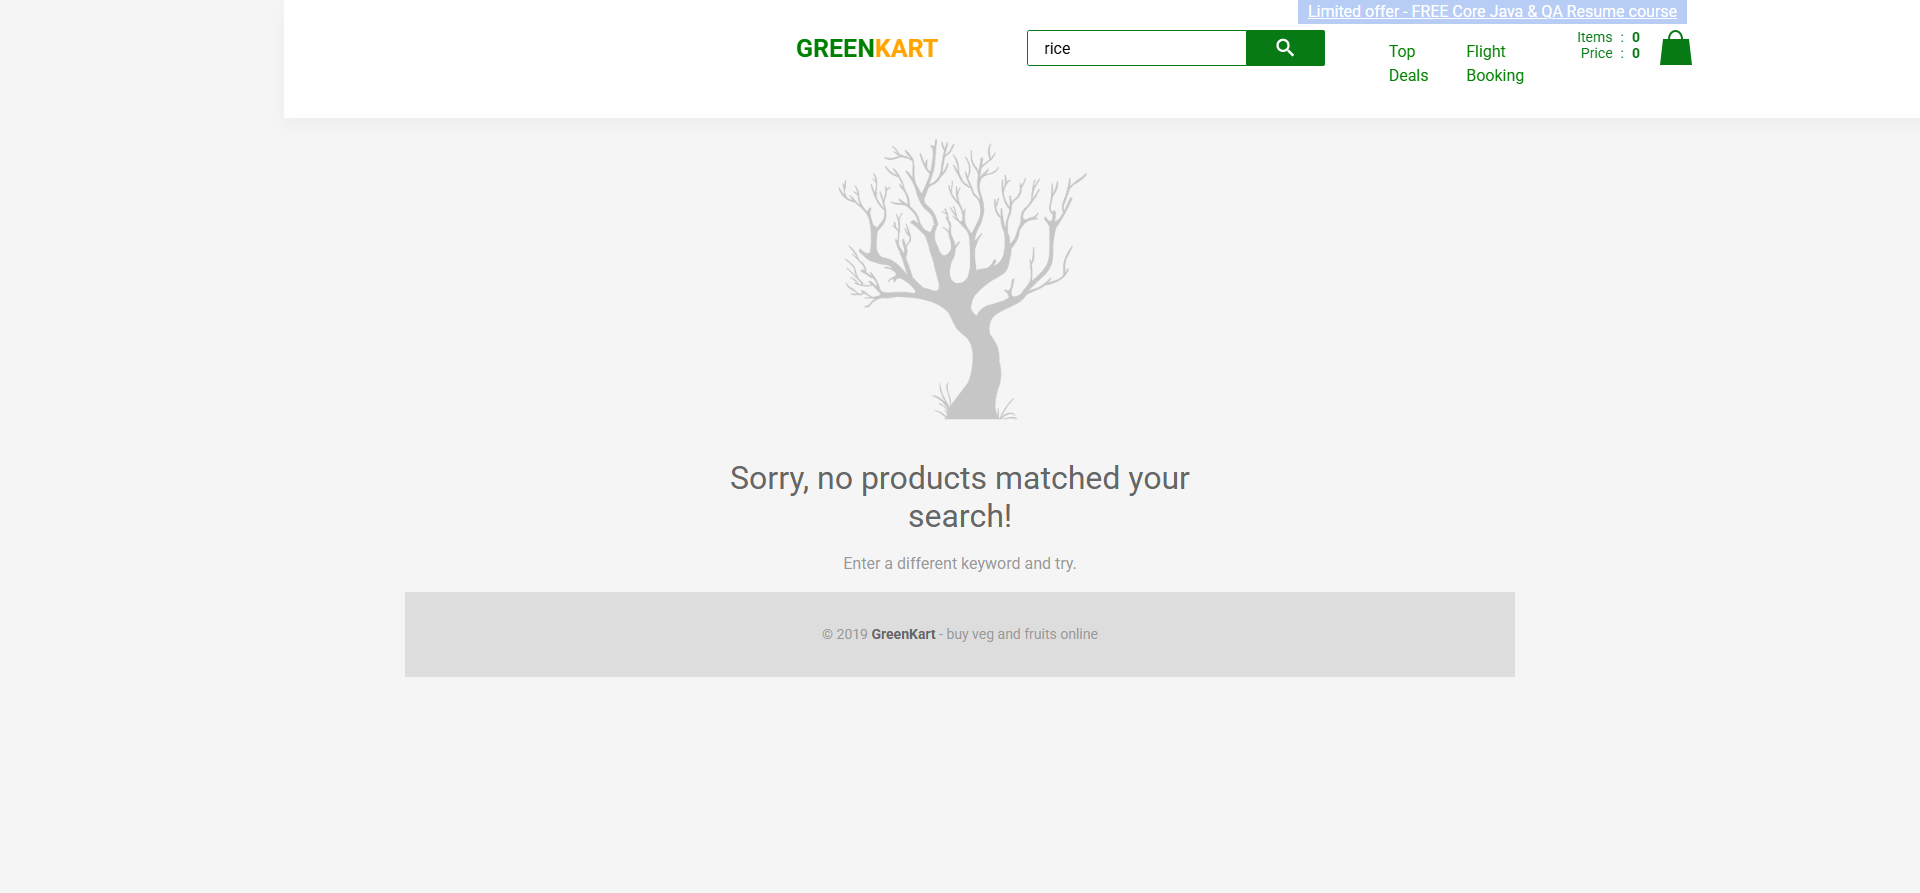 Limited offer - FREE Core Java & QA Resume course
GREENKART
rice
Top
Deals
Flight
Booking
Items : 0
Price : 0
Sorry, no products matched your
search!
Enter a different keyword and try.
© 2019 GreenKart - buy veg and fruits online